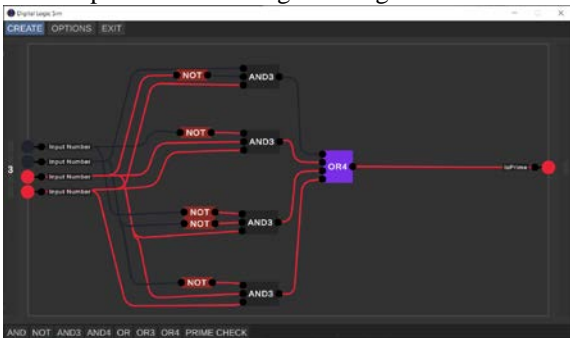 Digital Logic Sim
CREATE OPTIONS EXIT
NOT
AND3
Input Number
NOT
AND3
Input Number
3
Input Number
OR4
IsPrime
Input Number
NOT
NOT
AND3
NOT
AND3
AND NOT AND3 AND4 OR OR3 OR4 PRIME CHECK